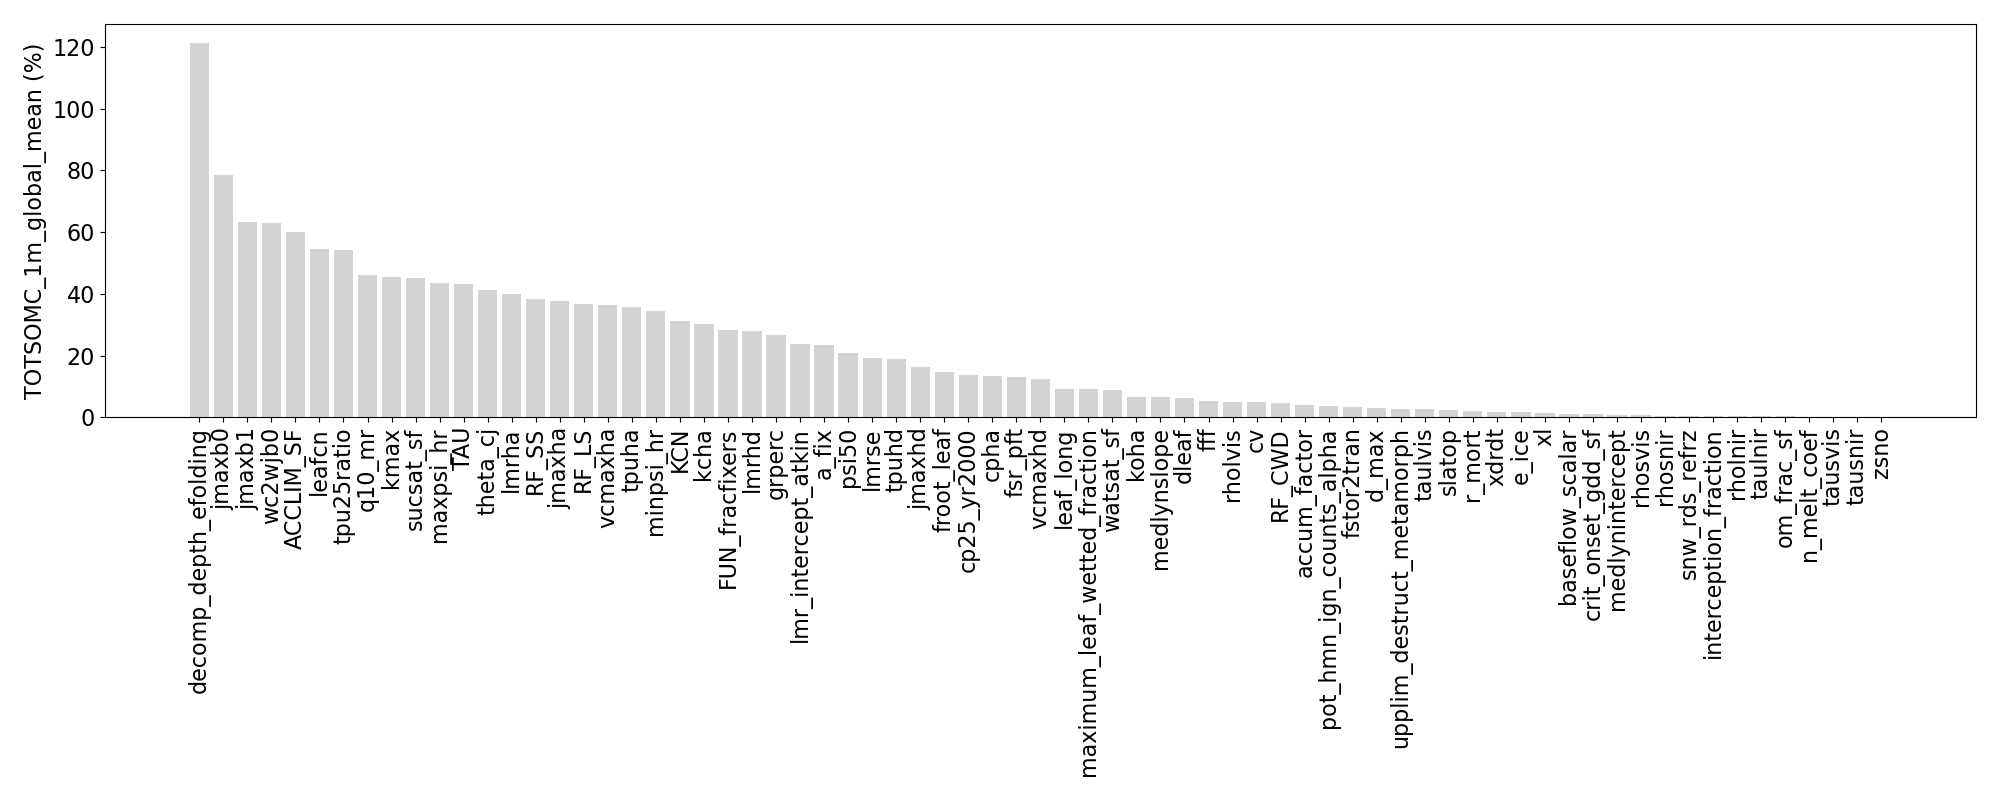 TOTSOMC_1m_global_mean (%)
120
100
80
60
40
20
0
decomp_depth_efolding
jmaxb0
jmaxb1
wc2wjb0
ACCLIM_SF
leafcn
tpu25ratio
q10_mr
kmax
sucsat_sf
maxpsi_hr
TAU
theta_cj
lmrha
RF_SS
jmaxha
RF_LS
vcmaxha
tpuha
minpsi_hr
KCN
kcha
FUN_fracfixers
lmrhd
grperc
lmr_intercept_atkin
a_fix
psi50
lmrse
tpuhd
jmaxhd
froot_leaf
cp25_yr2000
cpha
fsr_pft
vcmaxhd
leaf_long
maximum_leaf_wetted_fraction
watsat_sf
koha
medlynslope
dleaf
fff
rholvis
cv
RF_CWD
accum_factor
pot_hmn_ign_counts_alpha
fstor2tran
d_max
upplim_destruct_metamorph
taulvis
slatop
r_mort
xdrdt
e_ice
xl
baseflow_scalar
crit_onset_gdd_sf
medlynintercept
rhosvis
rhosnir
snw_rds_refrz
interception_fraction
rholnir
taulnir
om_frac_sf
n_melt_coef
tausvis
tausnir
zsno